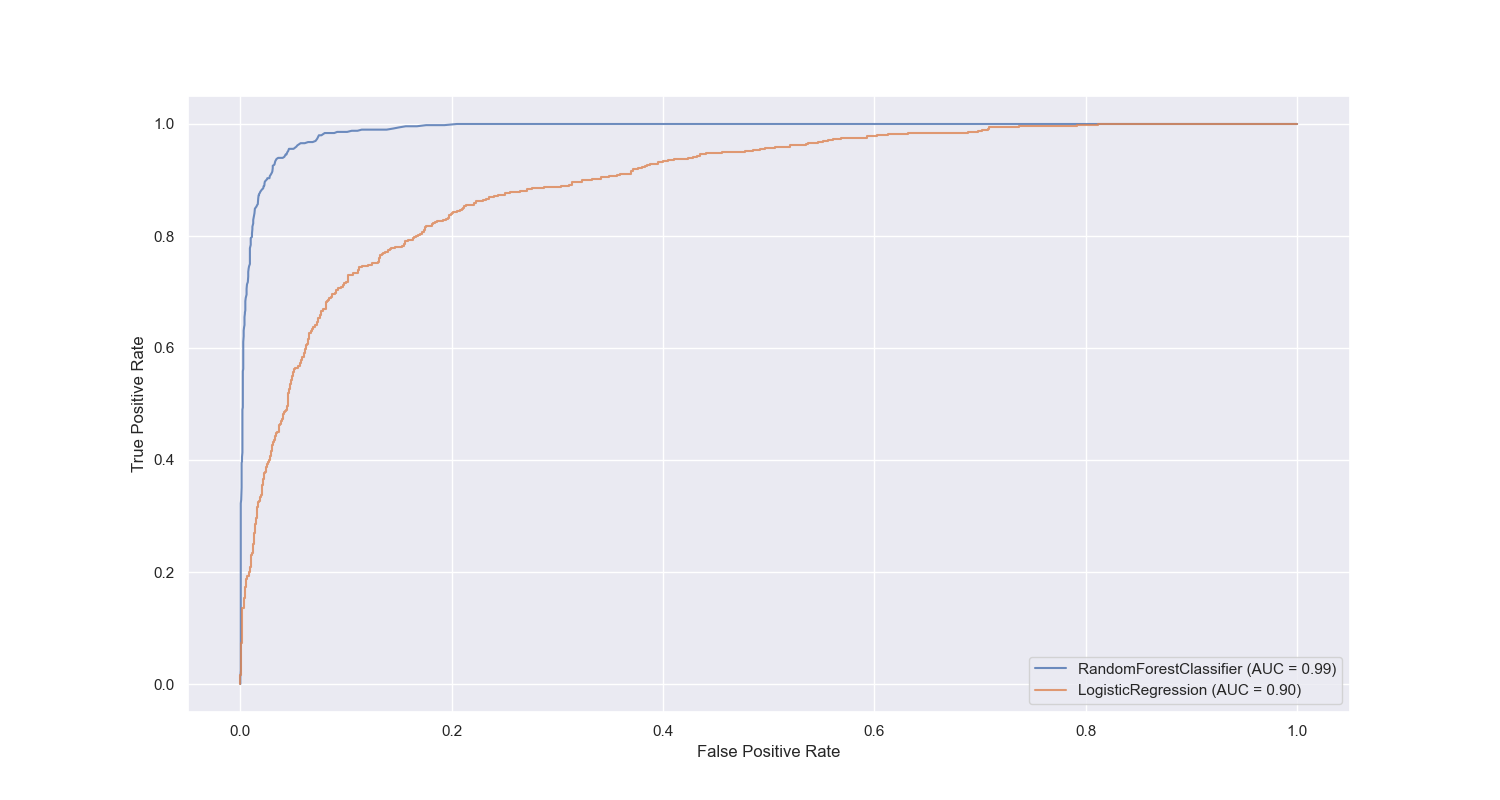 1.0
0.8
0.6
0.4
0.2
0.0
True Positive Rate
RandomForestClassifier (AUC = 0.99)
LogisticRegression (AUC = 0.90)
0.0 0.2 0.4 0.6 0.8 1.0
False Positive Rate